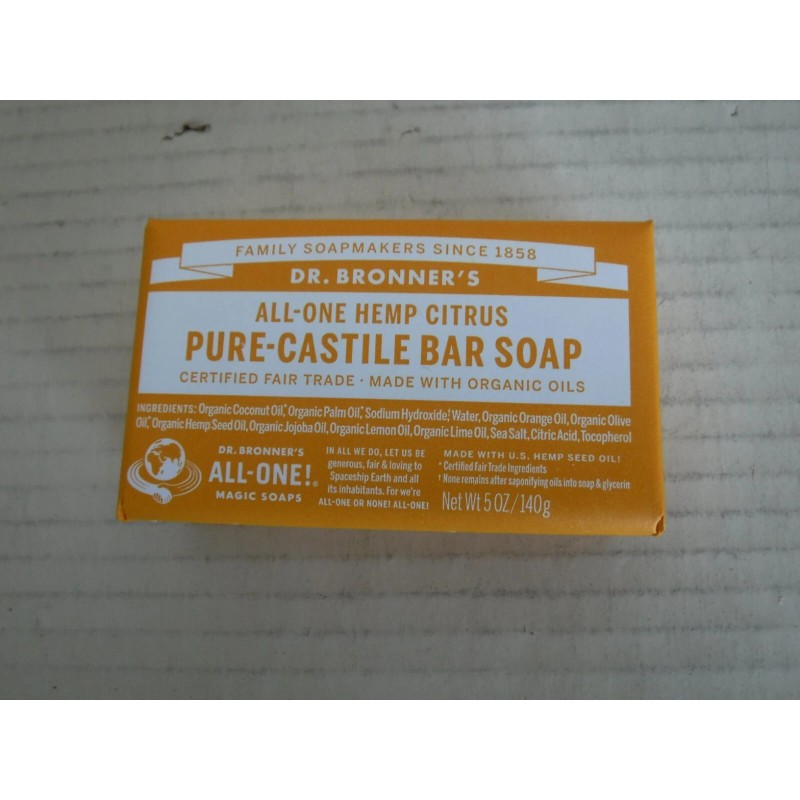 FAMILY SOAPMAKERS SINCE 1858
DR. BRONNER'S
ALL-ONE HEMP CITRUS
PURE-CASTILE BAR SOAP
CERTIFIED FAIR TRADE · MADE WITH ORGANIC OILS
INGREDIENTS: Organic Coconut Oil,* Organic Palm Oil,* Sodium Hydroxide,† Water, Organic Orange Oil, Organic Olive
Oil,* Organic Hemp Seed Oil, Organic Jojoba Oil, Organic Lemon Oil, Organic Lime Oil, Sea Salt, Citric Acid, Tocopherol
DR. BRONNER'S
ALL-ONE!®
MAGIC SOAPS
IN ALL WE DO, LET US BE
generous, fair & loving to
Spaceship Earth and all
its inhabitants. For we're
ALL-ONE OR NONE! ALL-ONE!
MADE WITH U.S. HEMP SEED OIL!
* Certified Fair Trade Ingredients
† None remains after saponifying oils into soap & glycerin
Net Wt 5 OZ/140g